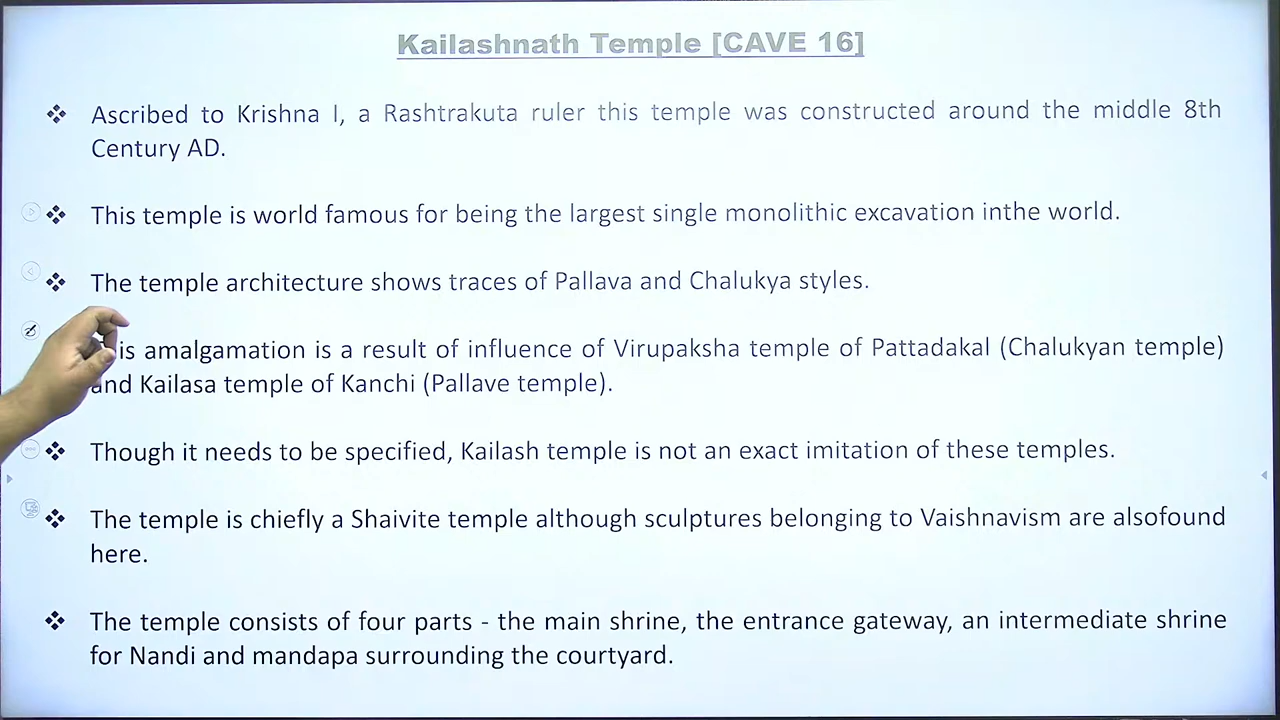 Kailashnath Temple [CAVE 16]
Ascribed to Krishna I, a Rashtrakuta ruler this temple was constructed around the middle 8th
Century AD.
This temple is world famous for being the largest single monolithic excavation inthe world.
The temple architecture shows traces of Pallava and Chalukya styles.
is amalgamation is a result of influence of Virupaksha temple of Pattadakal (Chalukyan temple)
and Kailasa temple of Kanchi (Pallave temple).
Though it needs to be specified, Kailash temple is not an exact imitation of these temples.
The temple is chiefly a Shaivite temple although sculptures belonging to Vaishnavism are alsofound
here.
The temple consists of four parts - the main shrine, the entrance gateway, an intermediate shrine
for Nandi and mandapa surrounding the courtyard.